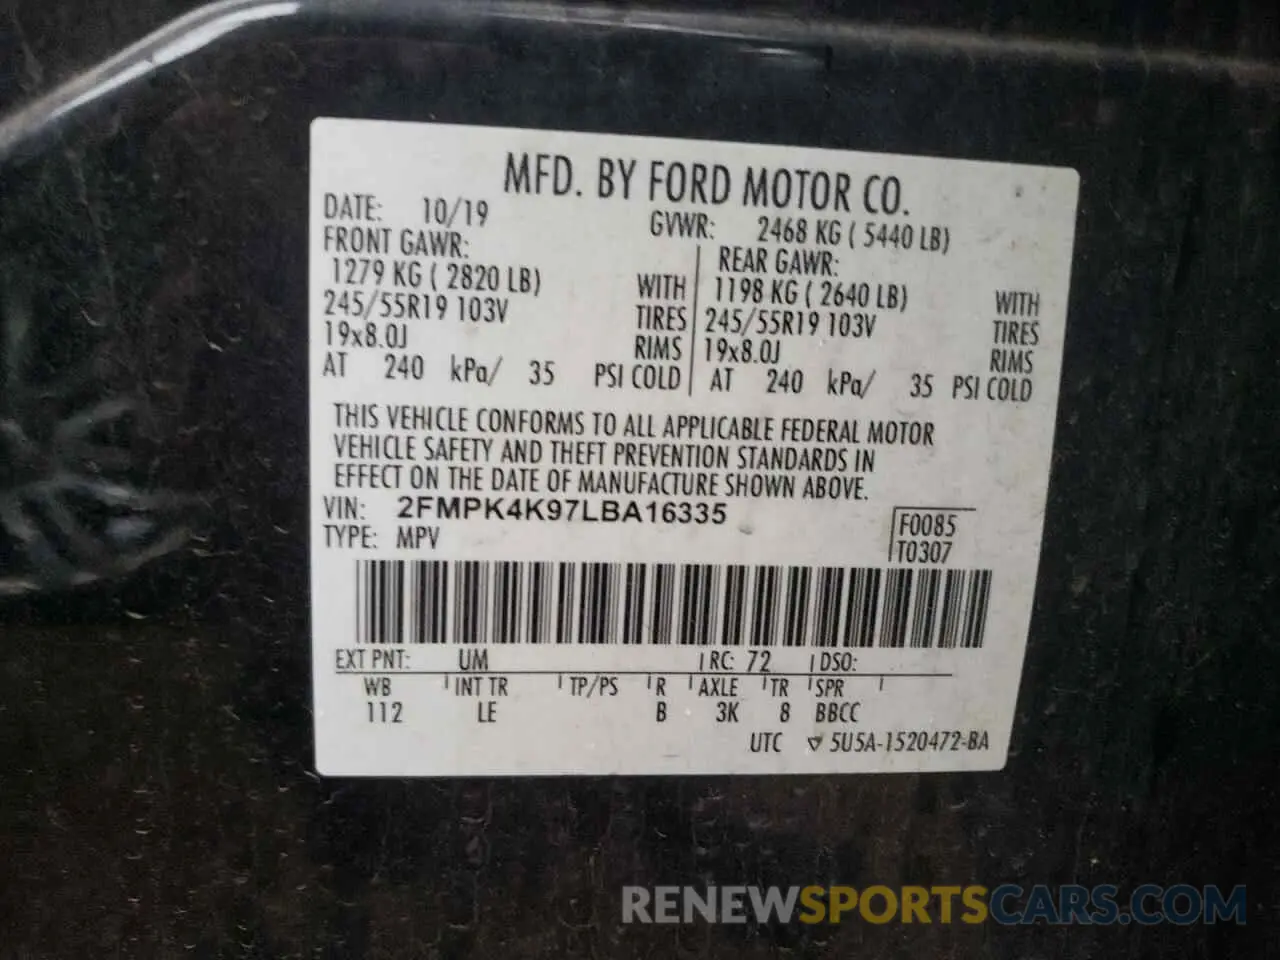 MFD. BY FORD MOTOR CO.
DATE: 10/19 GVWR: 2468 KG ( 5440 LB)
FRONT GAWR: REAR GAWR:
1279 KG ( 2820 LB) WITH 1198 KG ( 2640 LB) WITH
245/55R19 103V TIRES 245/55R19 103V TIRES
19x8.0J RIMS 19x8.0J RIMS
AT 240 kPa/ 35 PSI COLD AT 240 kPa/ 35 PSI COLD
THIS VEHICLE CONFORMS TO ALL APPLICABLE FEDERAL MOTOR
VEHICLE SAFETY AND THEFT PREVENTION STANDARDS IN
EFFECT ON THE DATE OF MANUFACTURE SHOWN ABOVE.
VIN: 2FMPK4K97LBA16335 F0085
TYPE: MPV T0307
EXT PNT: UM RC: 72 DSO:
WB INT TR TP/PS R AXLE TR SPR
112 LE B 3K 8 BBCC
UTC 5U5A-1520472-BA
RENEWSPORTSCARS.COM